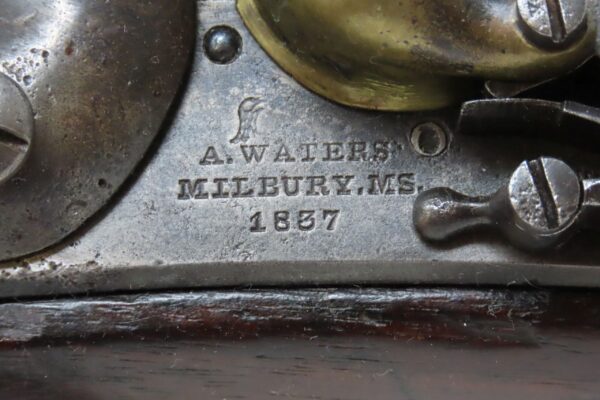 A. WATERS
MILBURY. MS.
1837